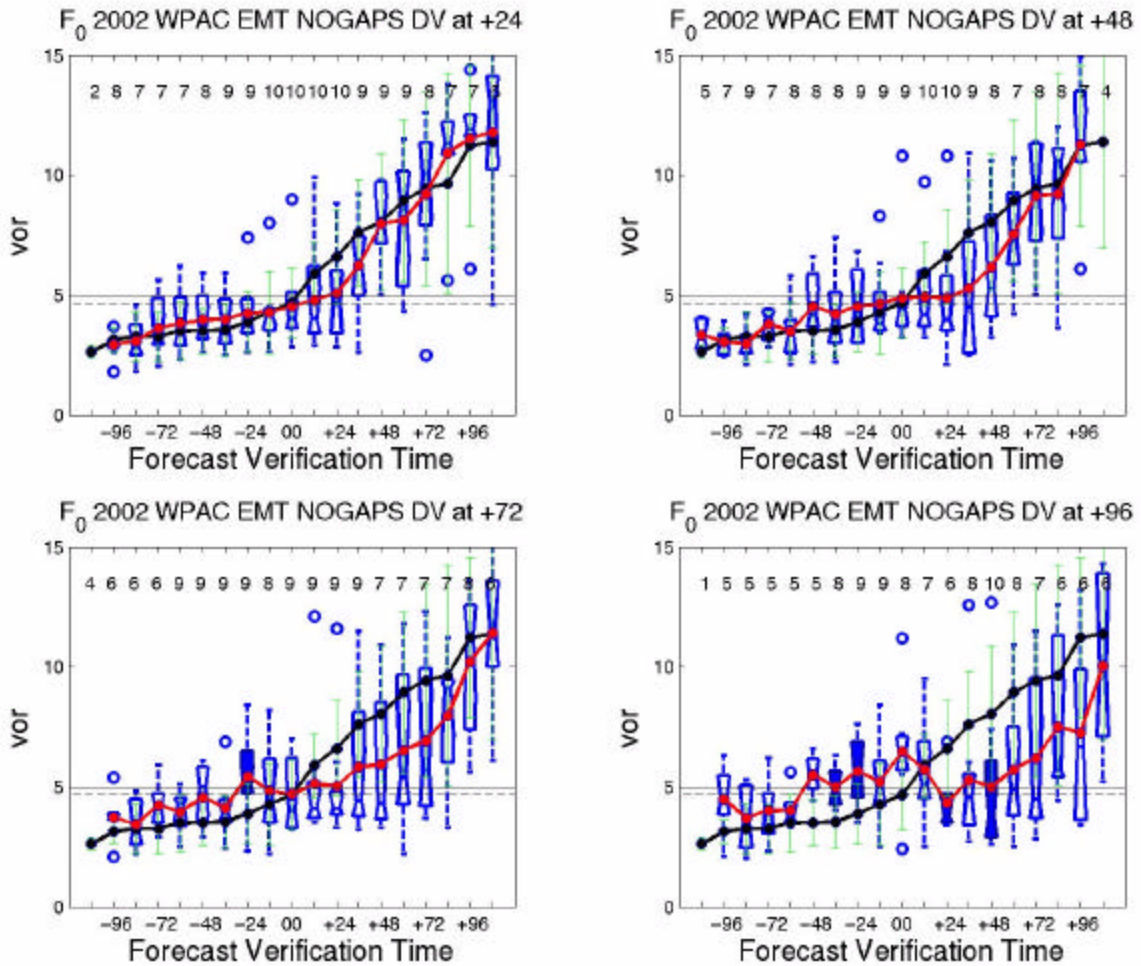 F0 2002 WPAC EMT NOGAPS DV at +24
15
2 8 7 7 7 8 9 9 10 10 10 10 9 9 9 8 7 7
10
vor
5
0
−96 −72 −48 −24 00 +24 +48 +72 +96
Forecast Verification Time
F0 2002 WPAC EMT NOGAPS DV at +48
15
5 7 9 7 8 9 9 9 9 9 10 10 9 8 7 8 8 4
10
vor
5
0
−96 −72 −48 −24 00 +24 +48 +72 +96
Forecast Verification Time
F0 2002 WPAC EMT NOGAPS DV at +72
15
4 6 6 6 9 9 9 9 9 9 9 9 9 7 7 7 7 8
10
vor
5
0
−96 −72 −48 −24 00 +24 +48 +72 +96
Forecast Verification Time
F0 2002 WPAC EMT NOGAPS DV at +96
15
1 5 5 5 5 5 8 9 9 8 7 6 8 10 8 7 6 6 6
10
vor
5
0
−96 −72 −48 −24 00 +24 +48 +72 +96
Forecast Verification Time